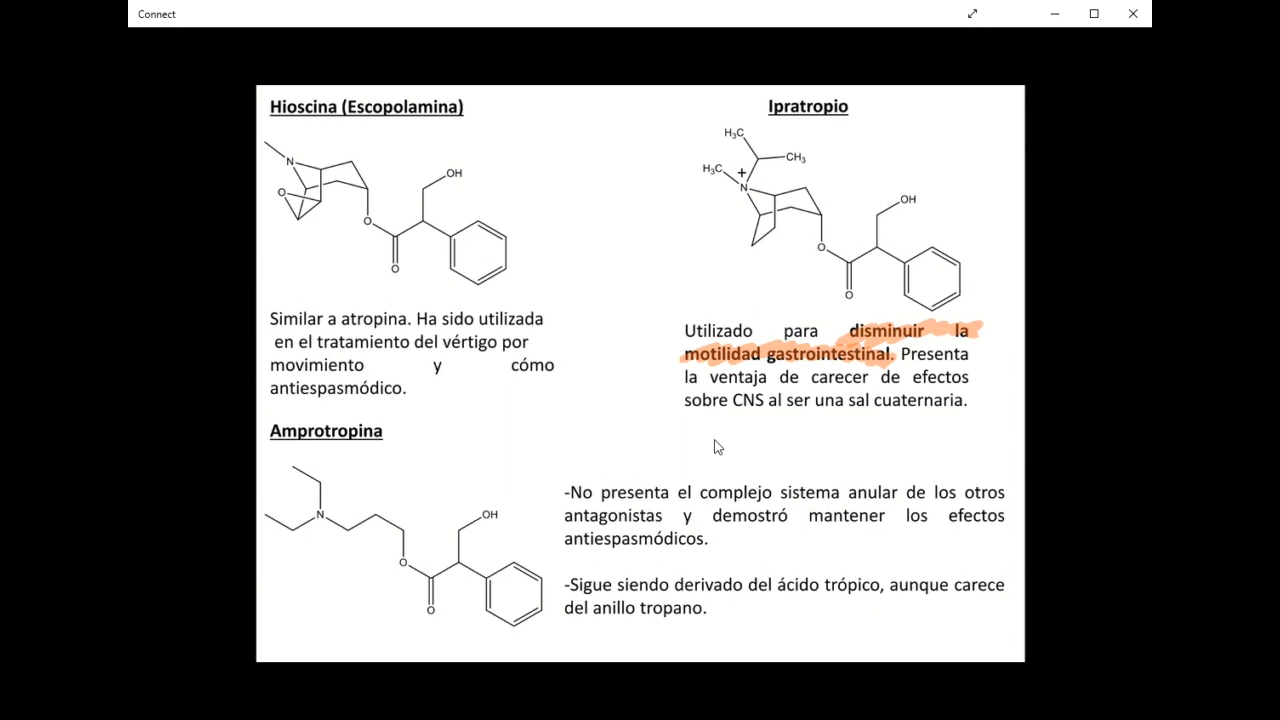 Connect
Hioscina (Escopolamina)
N
O
OH
O
O
Similar a atropina. Ha sido utilizada
en el tratamiento del vértigo por
movimiento y cómo
antiespasmódico.
Ipratropio
H3C
CH3
H3C
+
N
OH
O
O
Utilizado para disminuir la
motilidad gastrointestinal. Presenta
la ventaja de carecer de efectos
sobre CNS al ser una sal cuaternaria.
Amprotropina
N
OH
O
O
-No presenta el complejo sistema anular de los otros
antagonistas y demostró mantener los efectos
antiespasmódicos.
-Sigue siendo derivado del ácido trópico, aunque carece
del anillo tropano.